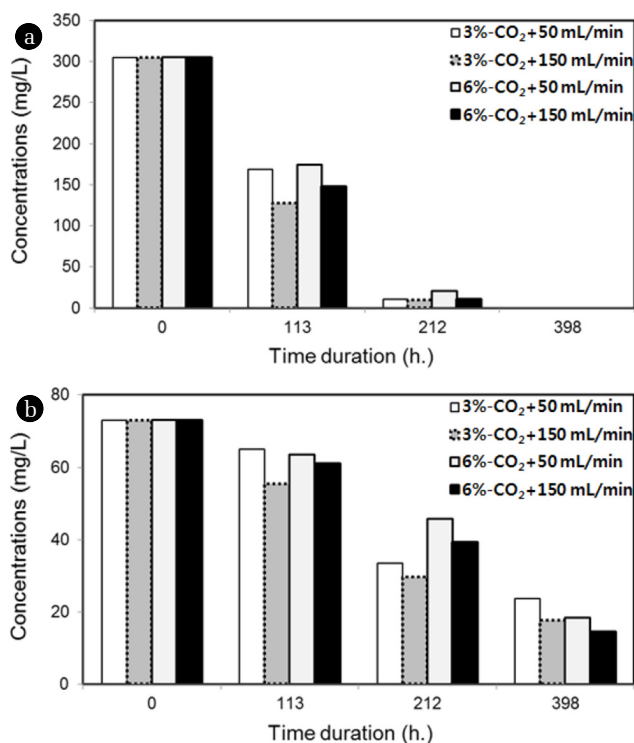 a
Concentrations (mg/L)
350
300
250
200
150
100
50
0
3%-CO₂+50 mL/min
3%-CO₂+150 mL/min
6%-CO₂+50 mL/min
6%-CO₂+150 mL/min
0 113 212 398
Time duration (h.)
b
Concentrations (mg/L)
80
60
40
20
0
3%-CO₂+50 mL/min
3%-CO₂+150 mL/min
6%-CO₂+50 mL/min
6%-CO₂+150 mL/min
0 113 212 398
Time duration (h.)